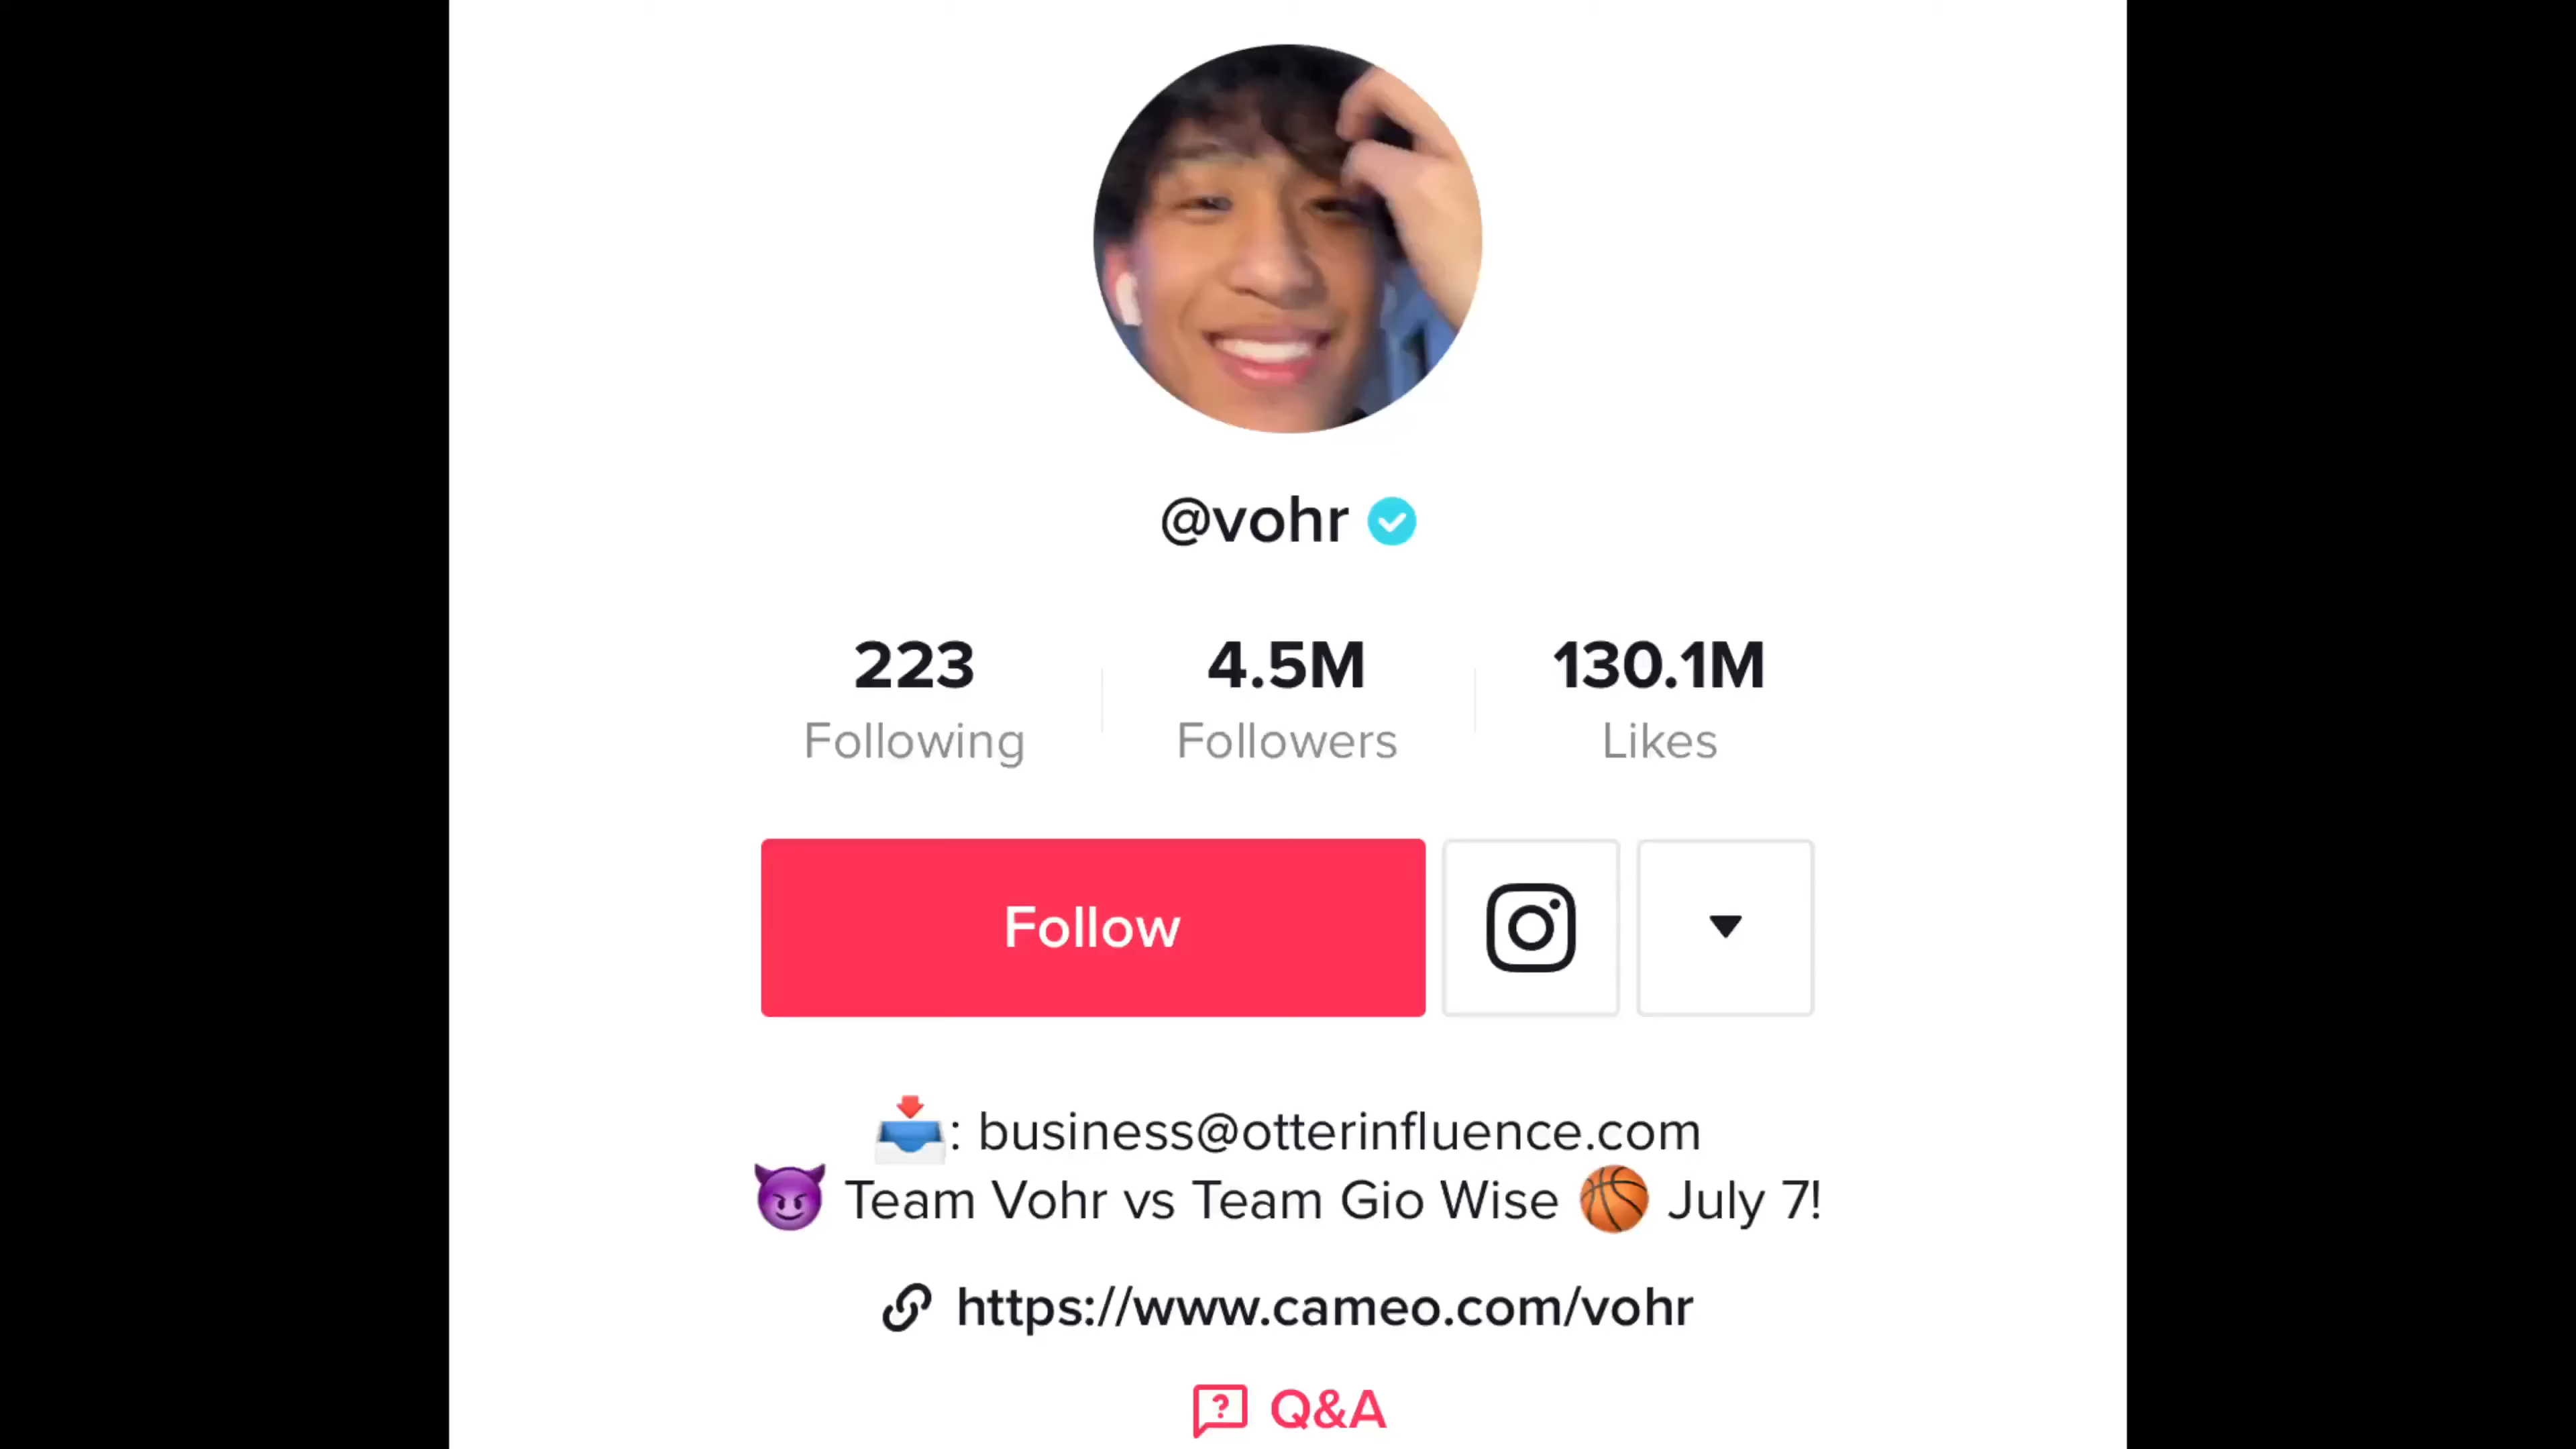 @vohr
223 4.5M 130.1M
Following Followers Likes
Follow
📥: business@otterinfluence.com
😈 Team Vohr vs Team Gio Wise 🏀 July 7!
https://www.cameo.com/vohr
? Q&A